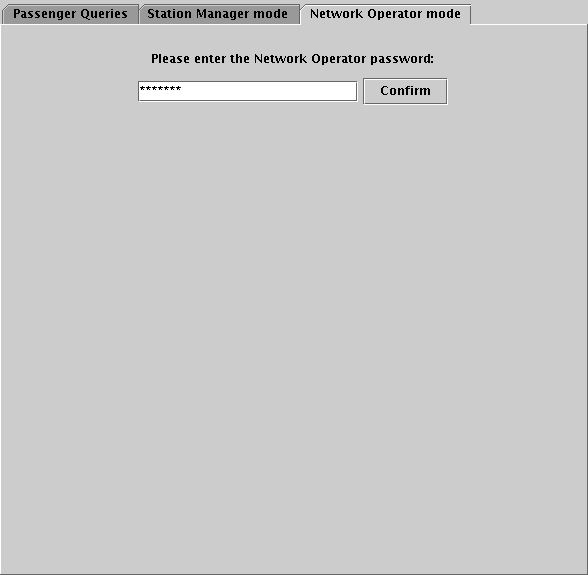 Passenger Queries Station Manager mode Network Operator mode
Please enter the Network Operator password:
******* Confirm